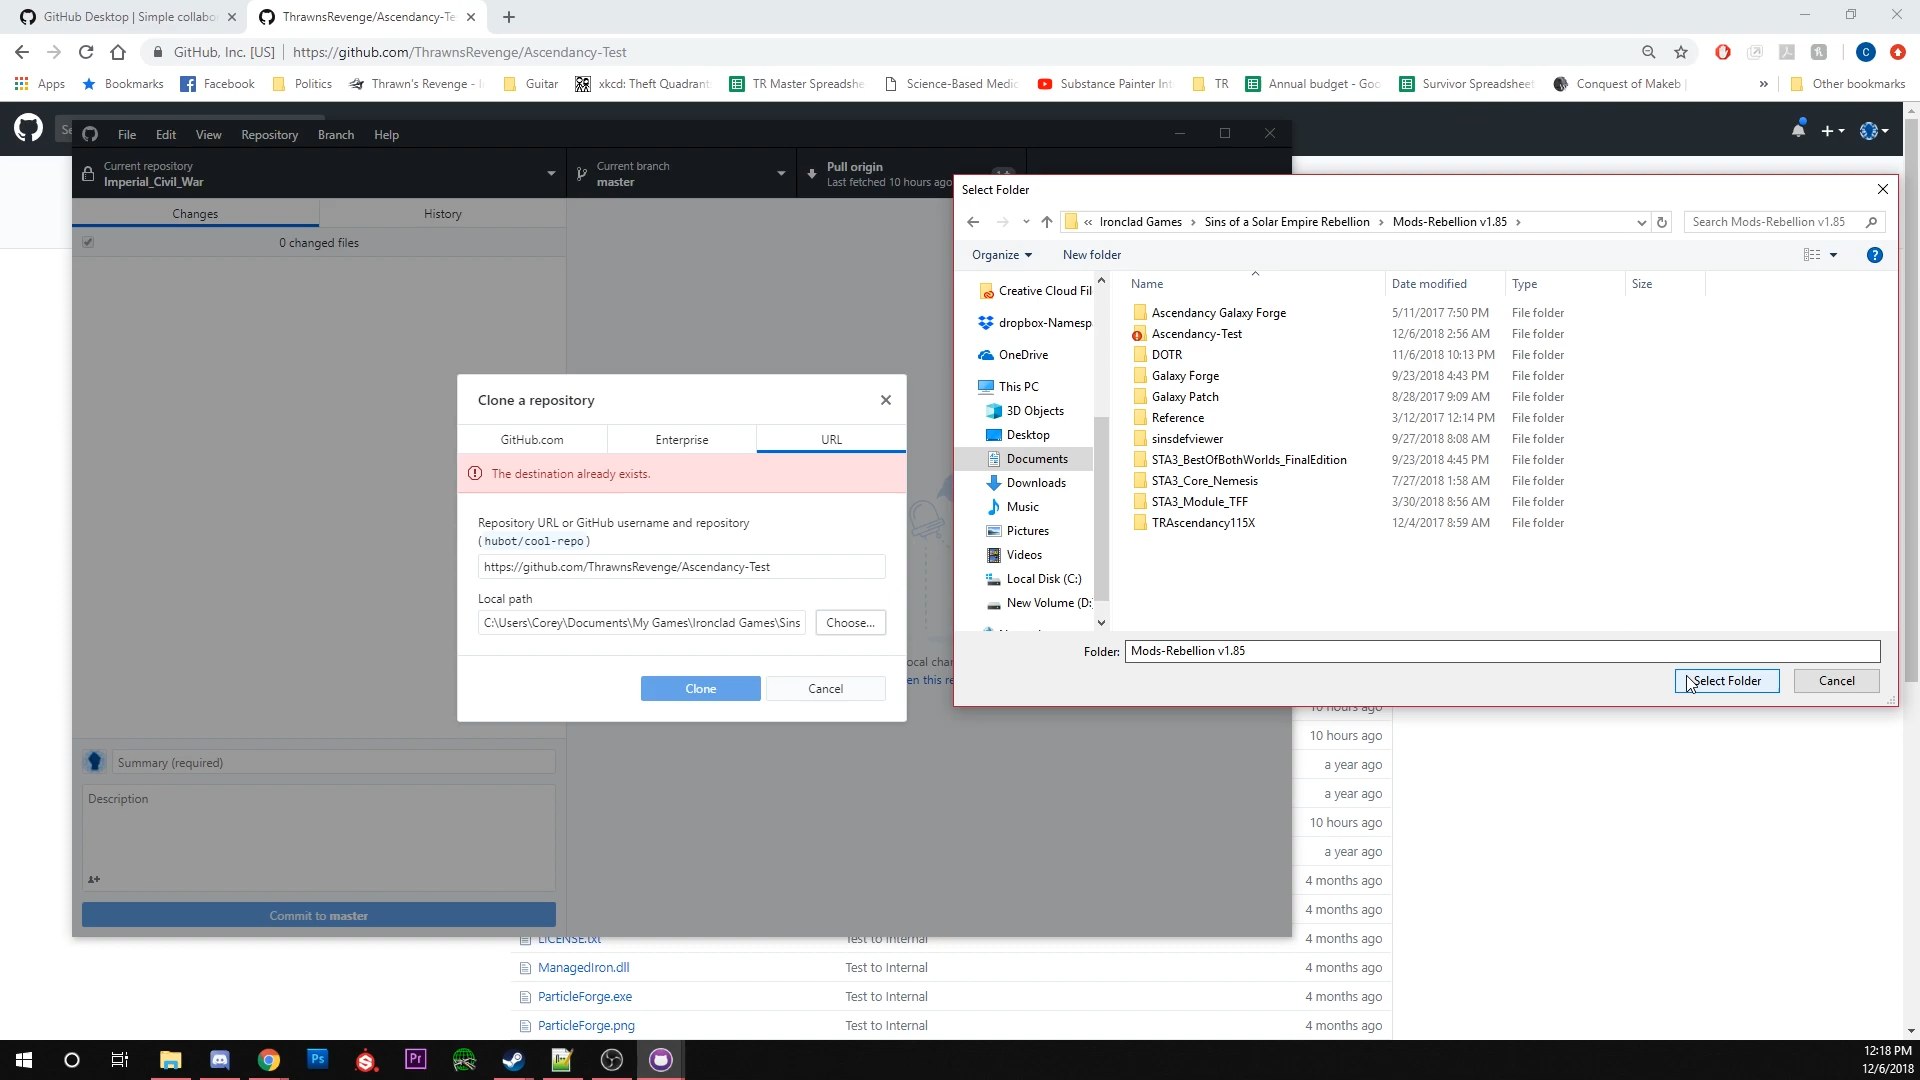 GitHub Desktop | Simple collabo
ThrawnsRevenge/Ascendancy-Te
GitHub, Inc. [US]
https://github.com/ThrawnsRevenge/Ascendancy-Test
C
Apps
Bookmarks
Facebook
Politics
Thrawn's Revenge - I
Guitar
xkcd: Theft Quadrant
TR Master Spreadshe
Science-Based Medic
Substance Painter Int
TR
Annual budget - Goo
Survivor Spreadsheet
Conquest of Makeb |
»
Other bookmarks
Se
File
Edit
View
Repository
Branch
Help
Current repository
Imperial_Civil_War
Current branch
master
Pull origin
Last fetched 10 hours ago
Changes
History
0 changed files
Clone a repository
GitHub.com
Enterprise
URL
The destination already exists.
Repository URL or GitHub username and repository
(hubot/cool-repo)
https://github.com/ThrawnsRevenge/Ascendancy-Test
Local path
C:\Users\Corey\Documents\My Games\Ironclad Games\Sins
Choose...
Clone
Cancel
ocal chan
en this re
Summary (required)
Description
Commit to master
Select Folder
«
Ironclad Games
Sins of a Solar Empire Rebellion
Mods-Rebellion v1.85
Search Mods-Rebellion v1.85
Organize
New folder
?
Creative Cloud Fil
dropbox-Namesp
OneDrive
This PC
3D Objects
Desktop
Documents
Downloads
Music
Pictures
Videos
Local Disk (C:)
New Volume (D:
Name
Date modified
Type
Size
Ascendancy Galaxy Forge 5/11/2017 7:50 PM File folder
Ascendancy-Test 12/6/2018 2:56 AM File folder
DOTR 11/6/2018 10:13 PM File folder
Galaxy Forge 9/23/2018 4:43 PM File folder
Galaxy Patch 8/28/2017 9:09 AM File folder
Reference 3/12/2017 12:14 PM File folder
sinsdefviewer 9/27/2018 8:08 AM File folder
STA3_BestOfBothWorlds_FinalEdition 9/23/2018 4:45 PM File folder
STA3_Core_Nemesis 7/27/2018 1:58 AM File folder
STA3_Module_TFF 3/30/2018 8:56 AM File folder
TRAscendancy115X 12/4/2017 8:59 AM File folder
Folder:
Mods-Rebellion v1.85
Select Folder
Cancel
10 hours ago
10 hours ago
a year ago
a year ago
10 hours ago
a year ago
4 months ago
4 months ago
LICENSE.txt Test to Internal 4 months ago
ManagedIron.dll Test to Internal 4 months ago
ParticleForge.exe Test to Internal 4 months ago
ParticleForge.png Test to Internal 4 months ago
Ps
Pr
12:18 PM
12/6/2018